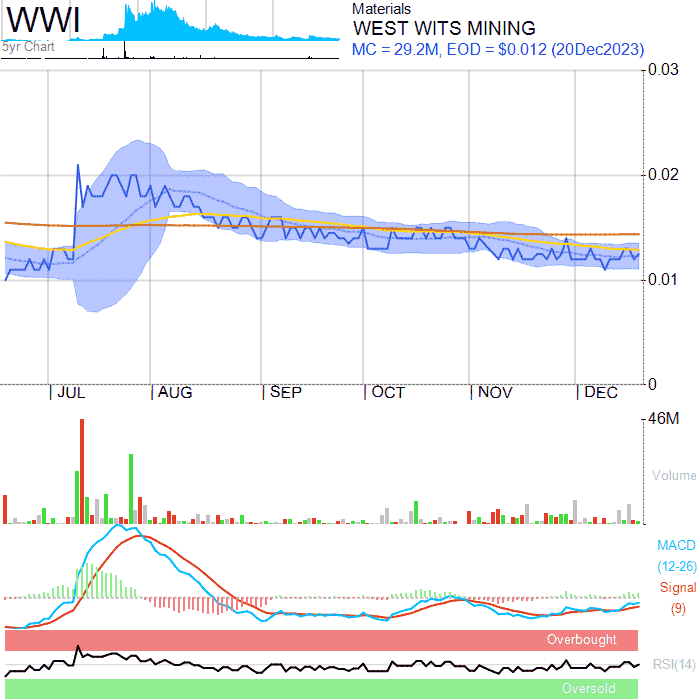 WWI
5yr Chart
Materials
WEST WITS MINING
MC = 29.2M, EOD = $0.012 (20Dec2023)
0.03
0.02
0.01
0
JUL AUG SEP OCT NOV DEC
46M
Volume
MACD
(12-26)
Signal
(9)
Overbought
RSI(14)
Oversold